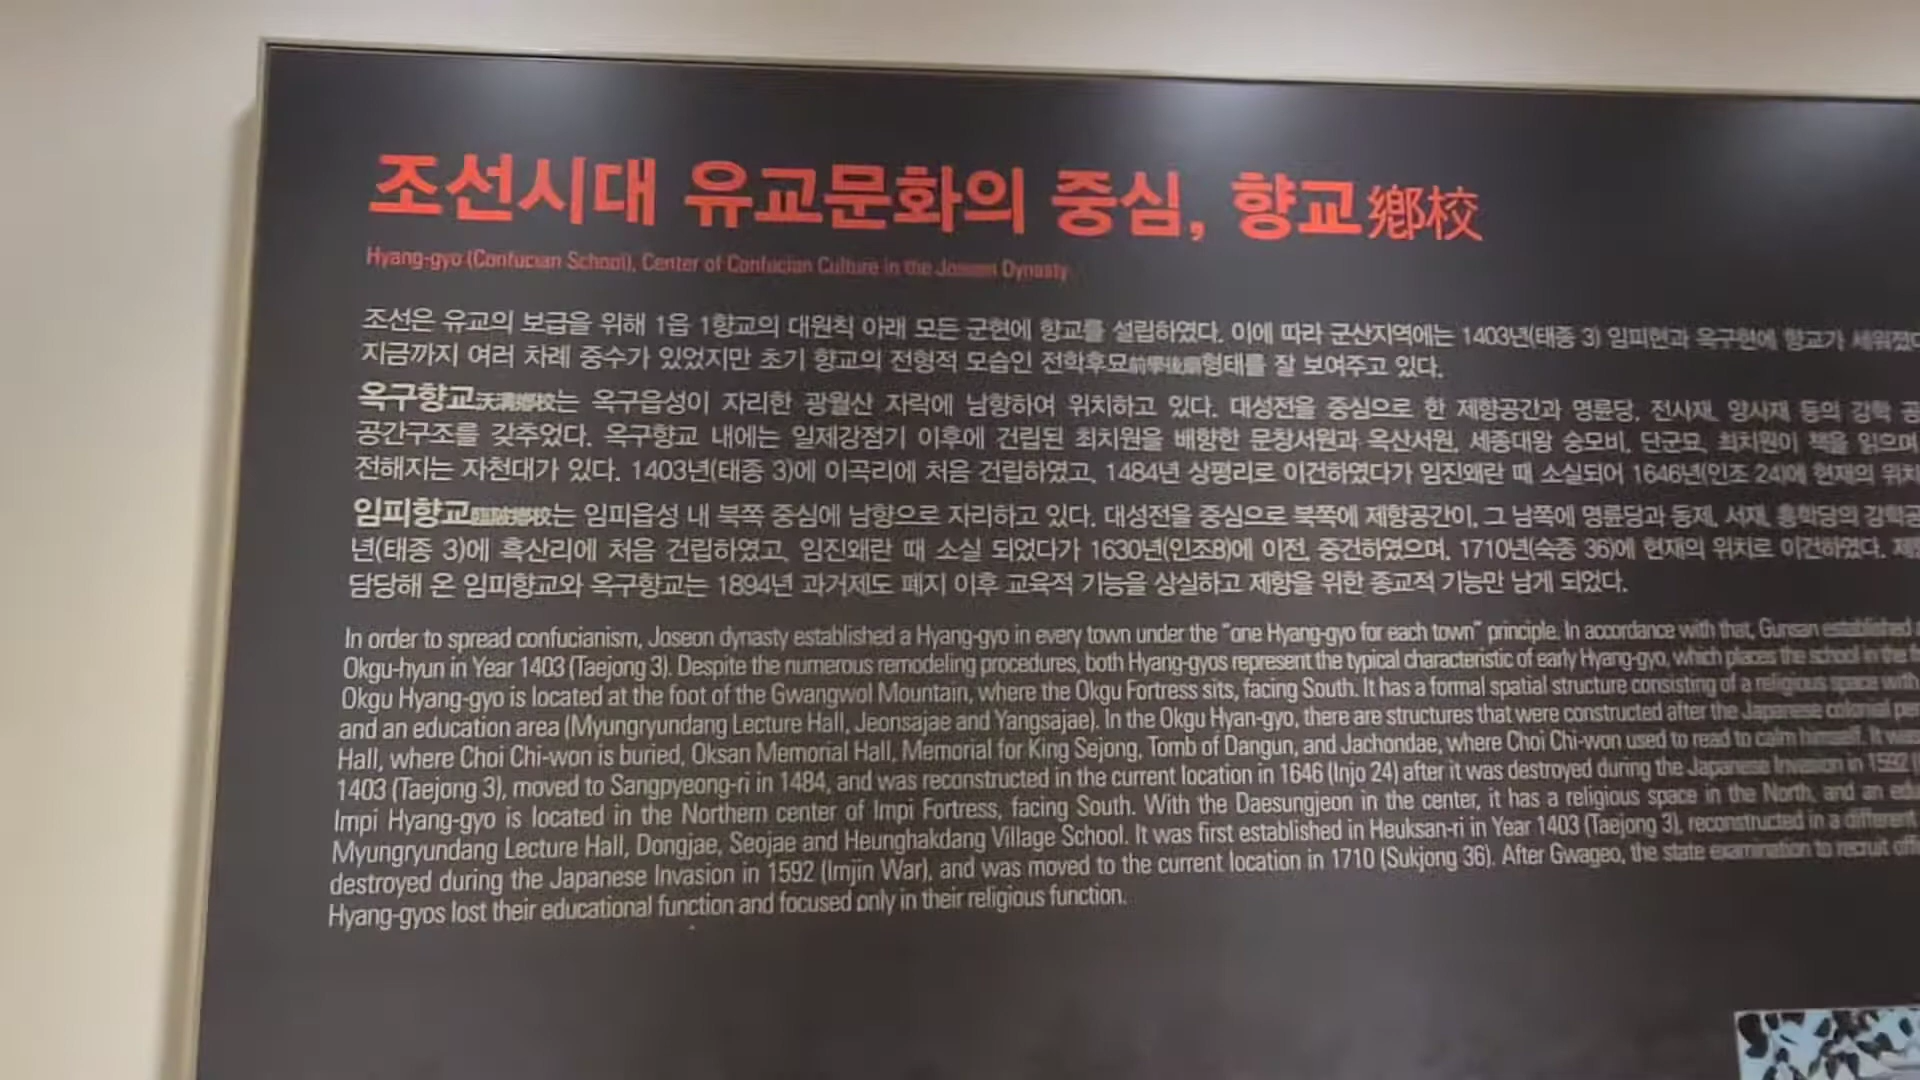 조선시대 유교문화의 중심, 향교鄕校
Hyang-gyo (Confucian School), Center of Confucian Culture in the Joseon Dynasty
조선은 유교의 보급을 위해 1읍 1향교의 대원칙 아래 모든 군현에 향교를 설립하였다. 이에 따라 군산지역에는 1403년(태종 3) 임피현과 옥구현에 향교가 세워졌다
지금까지 여러 차례 중수가 있었지만 초기 향교의 전형적 모습인 전학후묘前學後廟형태를 잘 보여주고 있다.
옥구향교沃溝鄕校는 옥구읍성이 자리한 광월산 자락에 남향하여 위치하고 있다. 대성전을 중심으로 한 제향공간과 명륜당, 전사재, 양사재 등의 강학 공
공간구조를 갖추었다. 옥구향교 내에는 일제강점기 이후에 건립된 최치원을 배향한 문창서원과 옥산서원, 세종대왕 숭모비, 단군묘, 최치원이 책을 읽으며
전해지는 자천대가 있다. 1403년(태종 3)에 이곡리에 처음 건립하였고, 1484년 상평리로 이건하였다가 임진왜란 때 소실되어 1646년(인조 24)에 현재의 위치
임피향교臨陂鄕校는 임피읍성 내 북쪽 중심에 남향으로 자리하고 있다. 대성전을 중심으로 북쪽에 제향공간이, 그 남쪽에 명륜당과 동제, 서재, 흥학당의 강학공
년(태종 3)에 흑산리에 처음 건립하였고, 임진왜란 때 소실 되었다가 1630년(인조8)에 이전, 중건하였으며, 1710년(숙종 36)에 현재의 위치로 이건하였다. 제
담당해 온 임피향교와 옥구향교는 1894년 과거제도 폐지 이후 교육적 기능을 상실하고 제향을 위한 종교적 기능만 남게 되었다.
In order to spread confucianism, Joseon dynasty established a Hyang-gyo in every town under the "one Hyang-gyo for each town" principle. In accordance with that, Gunsan established
Okgu-hyun in Year 1403 (Taejong 3). Despite the numerous remodeling procedures, both Hyang-gyos represent the typical characteristic of early Hyang-gyo, which places the school in the
Okgu Hyang-gyo is located at the foot of the Gwangwol Mountain, where the Okgu Fortress sits, facing South. It has a formal spatial structure consisting of a religious space with
and an education area (Myungryundang Lecture Hall, Jeonsajae and Yangsajae). In the Okgu Hyan-gyo, there are structures that were constructed after the Japanese colonial per
Hall, where Choi Chi-won is buried, Oksan Memorial Hall, Memorial for King Sejong, Tomb of Dangun, and Jachondae, where Choi Chi-won used to read to calm himself. It was
1403 (Taejong 3), moved to Sangpyeong-ri in 1484, and was reconstructed in the current location in 1646 (Injo 24) after it was destroyed during the Japanese Invasion in 1592
Impi Hyang-gyo is located in the Northern center of Impi Fortress, facing South. With the Daesungjeon in the center, it has a religious space in the North, and an edu
Myungryundang Lecture Hall, Dongjae, Seojae and Heunghakdang Village School. It was first established in Heuksan-ri in Year 1403 (Taejong 3), reconstructed in a different
destroyed during the Japanese Invasion in 1592 (Imjin War), and was moved to the current location in 1710 (Sukjong 36). After Gwageo, the state examination to recruit offi
Hyang-gyos lost their educational function and focused only in their religious function.